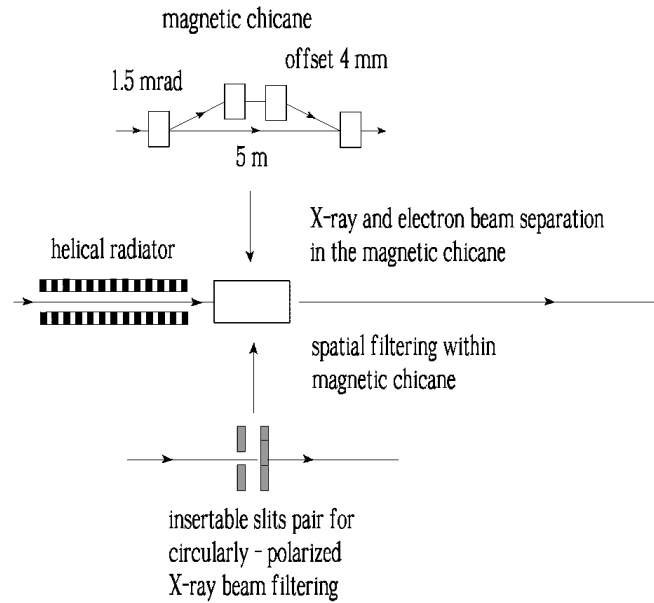 magnetic chicane
offset 4 mm
1.5 mrad
5 m
X-ray and electron beam separation
in the magnetic chicane
helical radiator
spatial filtering within
magnetic chicane
insertable slits pair for
circularly - polarized
X-ray beam filtering